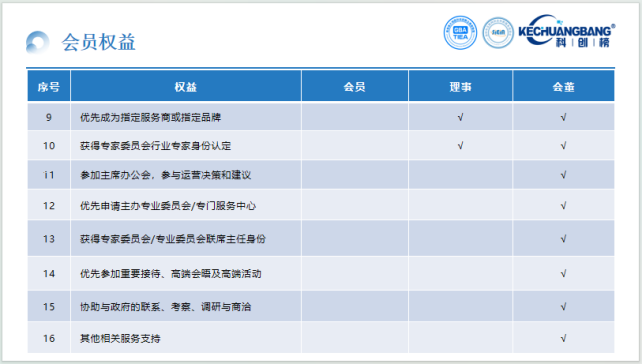 会员权益
GBA
TIEA
KECHUANGBANG®
科 创 榜
序号 权益 会员 理事 会董
9 优先成为指定服务商或指定品牌 √ √
10 获得专家委员会行业专家身份认定 √ √
i1 参加主席办公会，参与运营决策和建议 √
12 优先申请主办专业委员会/专门服务中心 √
13 获得专家委员会/专业委员会联席主任身份 √
14 优先参加重要接待、高端会晤及高端活动 √
15 协助与政府的联系、考察、调研与商洽 √
16 其他相关服务支持 √